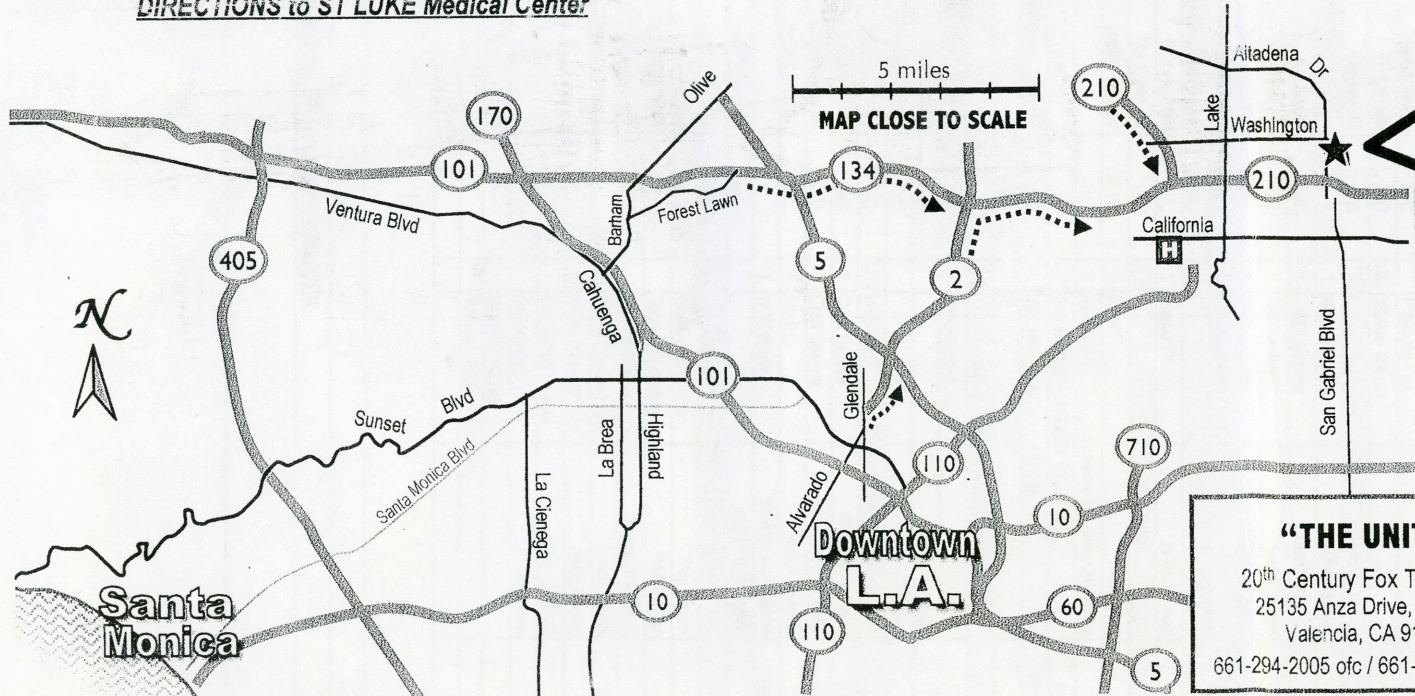 DIRECTIONS to ST LUKE Medical Center
5 miles
MAP CLOSE TO SCALE
N
Olive
170
101
Ventura Blvd
405
Barham
Forest Lawn
Cahuenga
134
5
2
210
Lake
Altadena Dr
Washington
210
California
H
San Gabriel Blvd
101
Sunset Blvd
Santa Monica Blvd
La Cienega
La Brea
Highland
Glendale
Alvarado
110
710
10
Downtown
L.A.
Santa
Monica
10
110
60
5
“THE UNI
20th Century Fox T
25135 Anza Drive,
Valencia, CA 91
661-294-2005 ofc / 661-